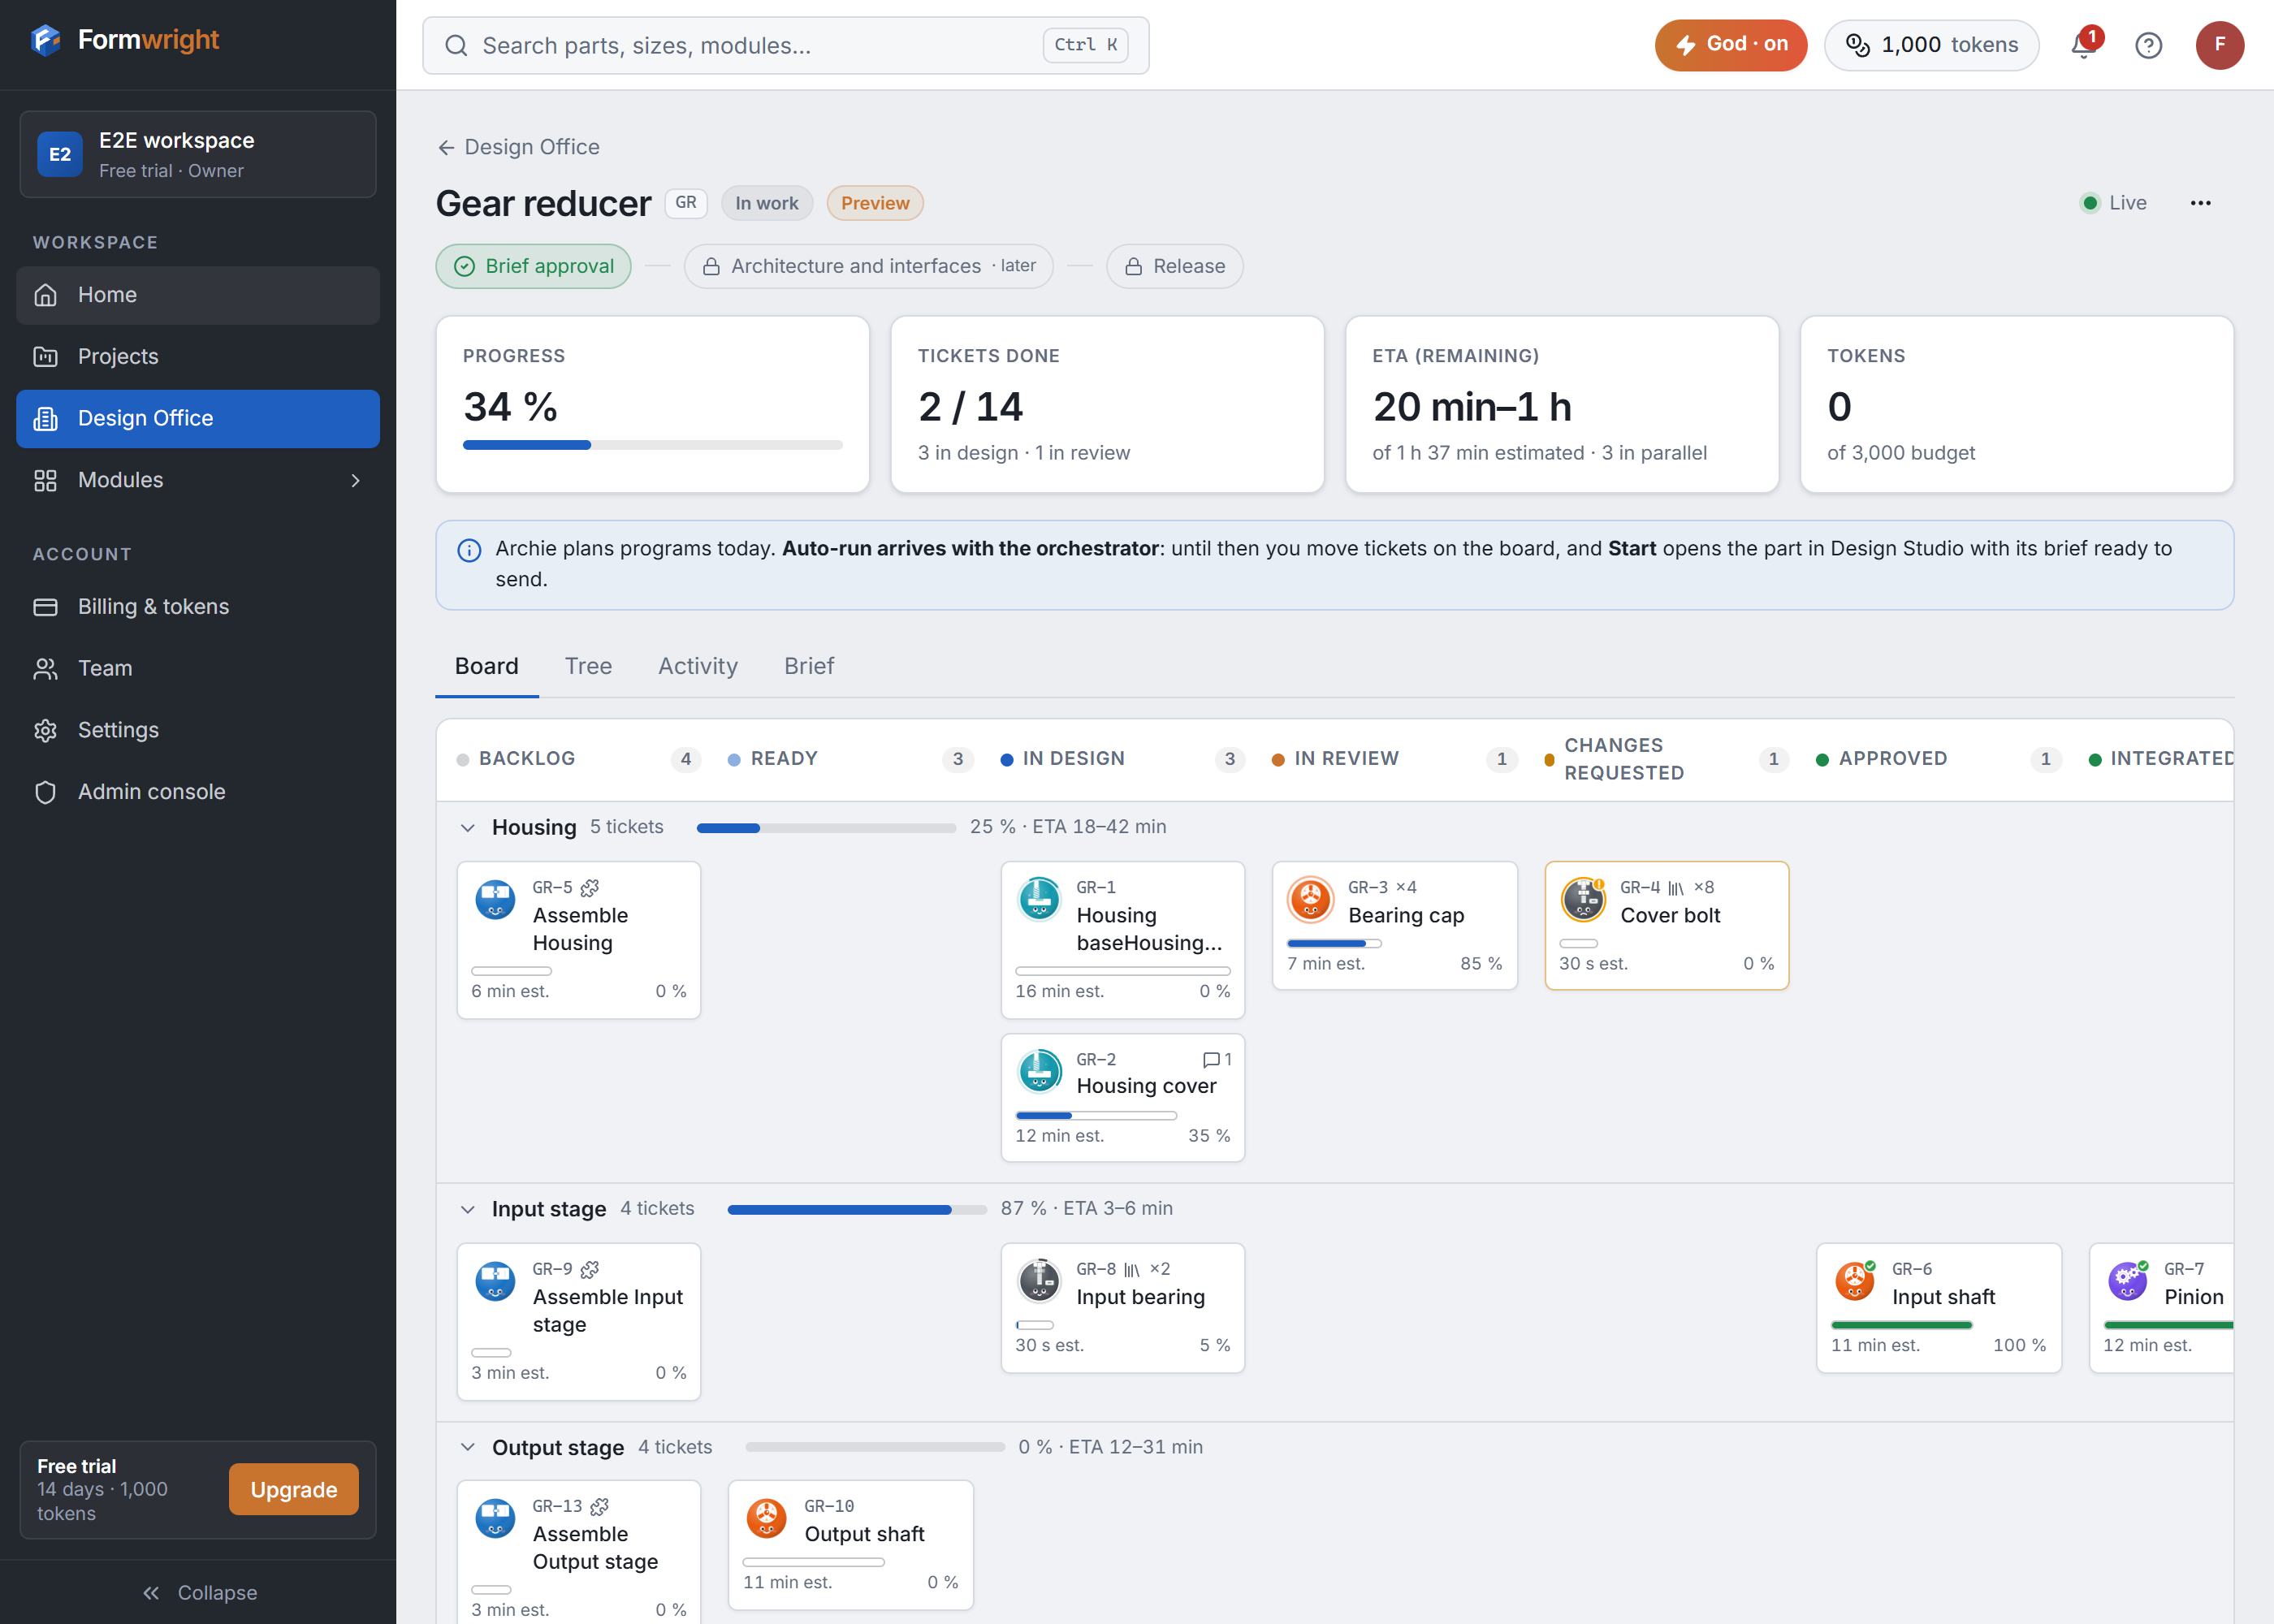 Formwright
Search parts, sizes, modules...
Ctrl K
God · on
1,000 tokens
1
F
E2
E2E workspace
Free trial · Owner
WORKSPACE
Home
Projects
Design Office
Modules
ACCOUNT
Billing & tokens
Team
Settings
Admin console
Free trial
14 days · 1,000
tokens
Upgrade
Collapse
Design Office
Gear reducer GR In work Preview
Live
Brief approval
Architecture and interfaces · later
Release
PROGRESS
34 %
TICKETS DONE
2 / 14
3 in design · 1 in review
ETA (REMAINING)
20 min–1 h
of 1 h 37 min estimated · 3 in parallel
TOKENS
0
of 3,000 budget
Archie plans programs today. Auto-run arrives with the orchestrator: until then you move tickets on the board, and Start opens the part in Design Studio with its brief ready to
send.
Board Tree Activity Brief
BACKLOG 4
READY 3
IN DESIGN 3
IN REVIEW 1
CHANGES
REQUESTED 1
APPROVED 1
INTEGRATED
Housing 5 tickets 25 % · ETA 18–42 min
GR-5
Assemble
Housing
6 min est. 0 %
GR-1
Housing
baseHousing...
16 min est. 0 %
GR-2 1
Housing cover
12 min est. 35 %
GR-3 ×4
Bearing cap
7 min est. 85 %
GR-4 ×8
Cover bolt
30 s est. 0 %
Input stage 4 tickets 87 % · ETA 3–6 min
GR-9
Assemble Input
stage
3 min est. 0 %
GR-8 ×2
Input bearing
30 s est. 5 %
GR-6
Input shaft
11 min est. 100 %
GR-7
Pinion
12 min est.
Output stage 4 tickets 0 % · ETA 12–31 min
GR-13
Assemble
Output stage
3 min est. 0 %
GR-10
Output shaft
11 min est. 0 %